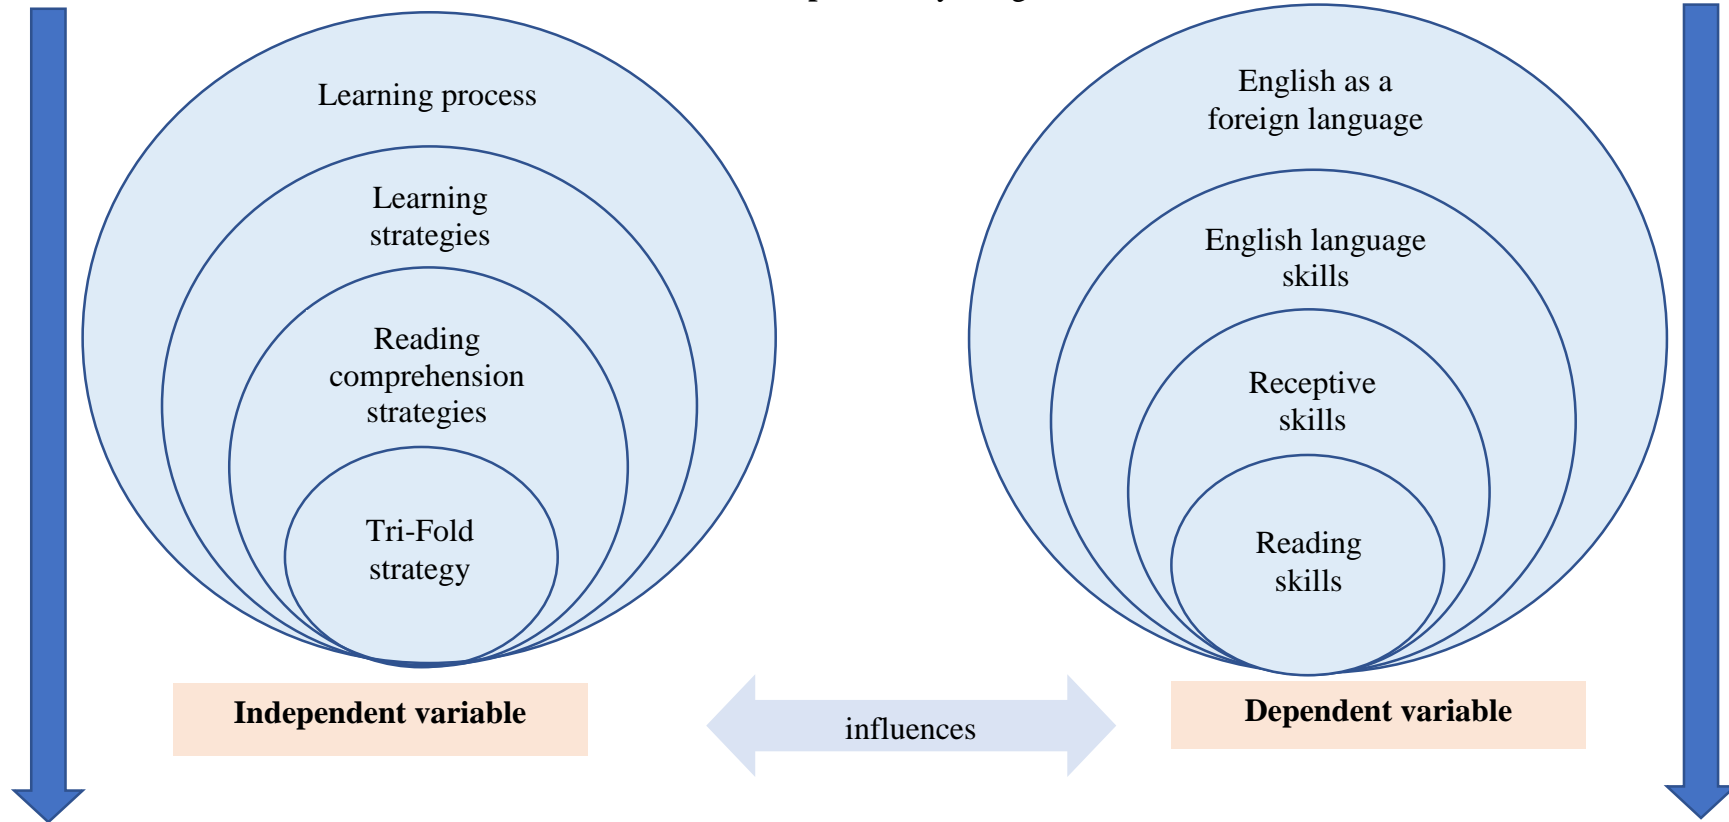 Learning process
Learning
strategies
Reading
comprehension
strategies
Tri-Fold
strategy
Independent variable
influences
English as a
foreign language
English language
skills
Receptive
skills
Reading
skills
Dependent variable